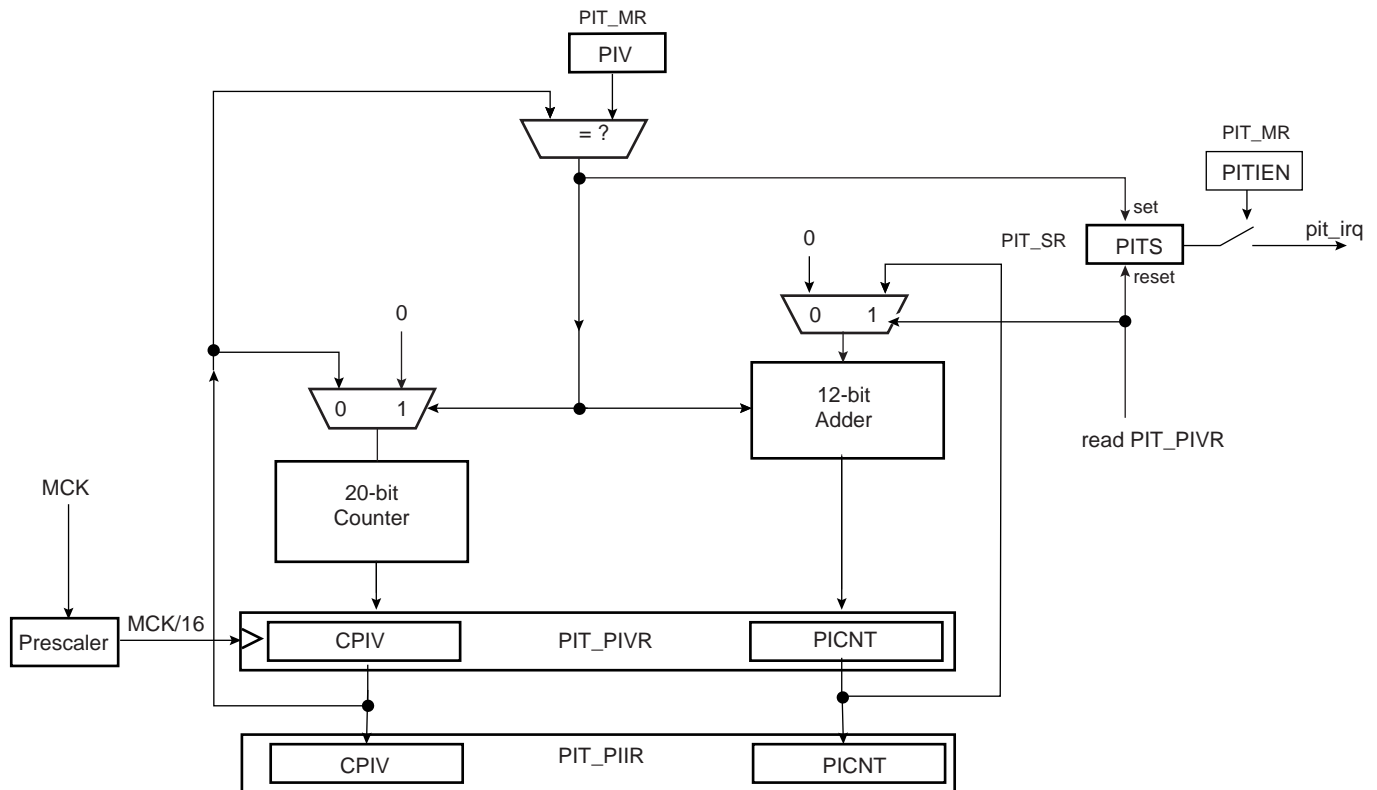 PIT_MR
PIV
= ?
PIT_MR
PITIEN
set
PIT_SR
PITS
pit_irq
reset
0
0 1
0
0 1
12-bit
Adder
read PIT_PIVR
20-bit
Counter
MCK
MCK/16
Prescaler
CPIV
PIT_PIVR
PICNT
CPIV
PIT_PIIR
PICNT